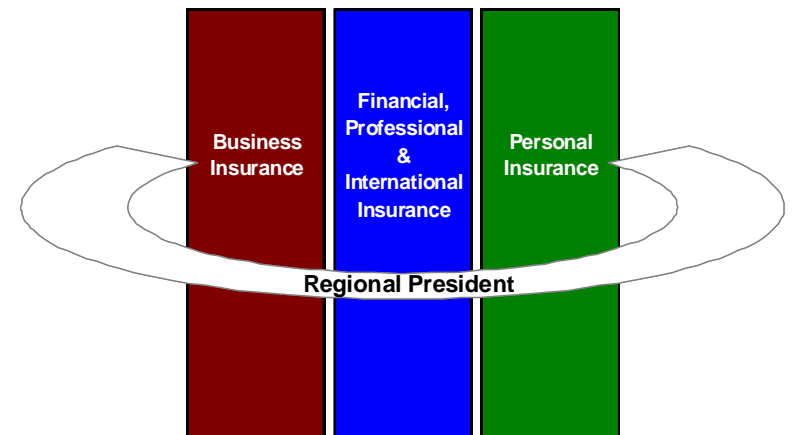 Business
Insurance
Financial,
Professional
&
International
Insurance
Personal
Insurance
Regional President